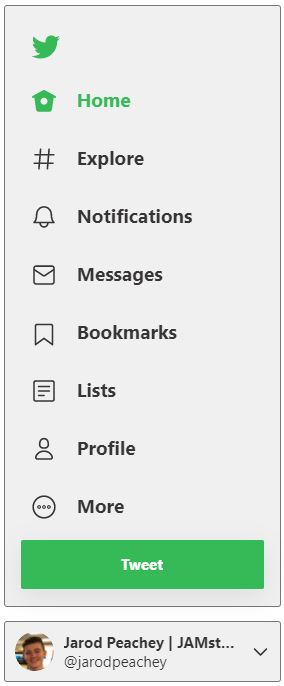 Home
Explore
Notifications
Messages
Bookmarks
Lists
Profile
More
Tweet
Jarod Peachey | JAMst...
@jarodpeachey